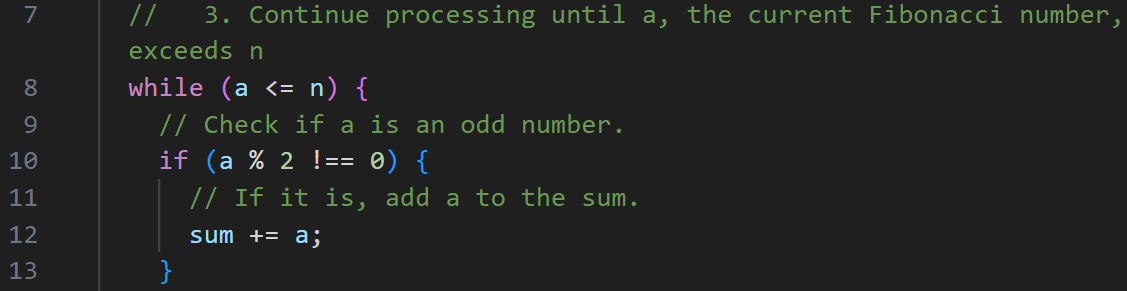 7 //   3. Continue processing until a, the current Fibonacci number,
exceeds n
8 while (a <= n) {
9 // Check if a is an odd number.
10 if (a % 2 !== 0) {
11 // If it is, add a to the sum.
12 sum += a;
13 }